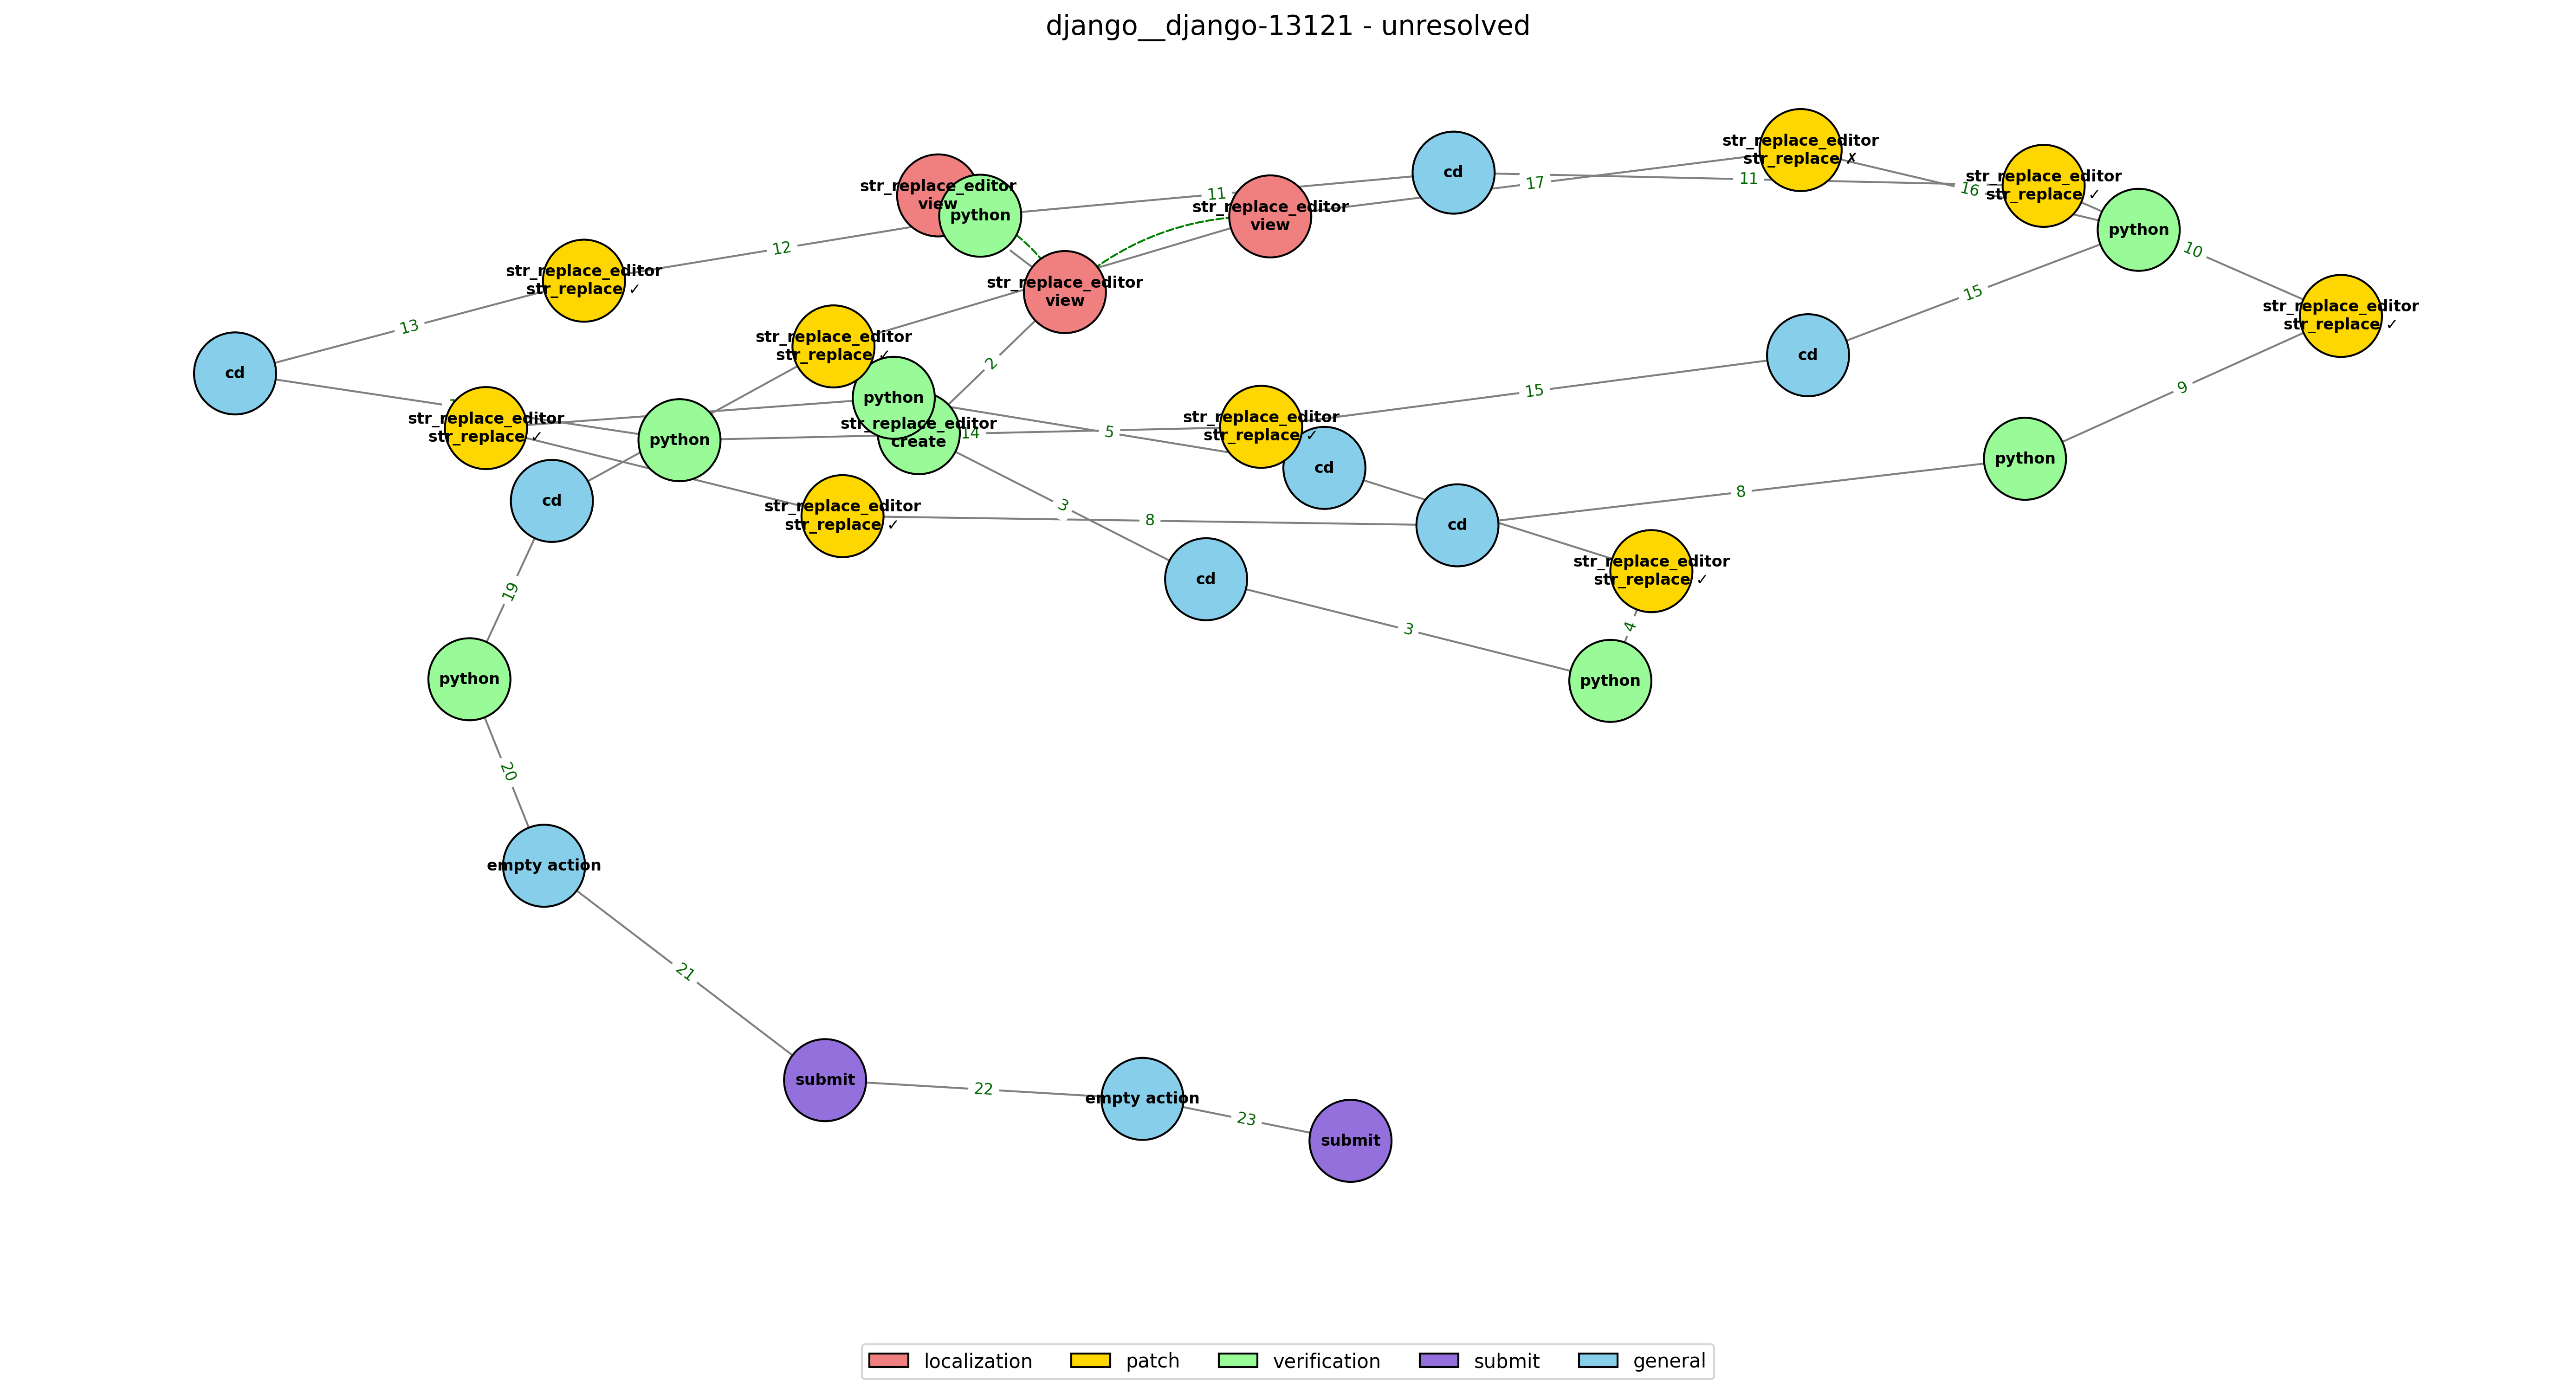 django__django-13121 - unresolved
str_replace_editor
str_replace ✗
cd
str_replace_editor
view
python
11
17
11
16
str_replace_editor
str_replace ✓
str_replace_editor
view
python
12
10
str_replace_editor
str_replace ✓
str_replace_editor
view
15
str_replace_editor
str_replace ✓
13
str_replace_editor
str_replace ✓
cd
cd
2
15
9
python
str_replace_editor
create
str_replace_editor
str_replace ✓
python
14
5
str_replace_editor
str_replace ✓
cd
python
cd
3
str_replace_editor
str_replace ✓
8
cd
8
cd
3
str_replace_editor
str_replace ✓
4
19
python
python
20
empty action
21
submit
22
empty action
23
submit
localization
patch
verification
submit
general